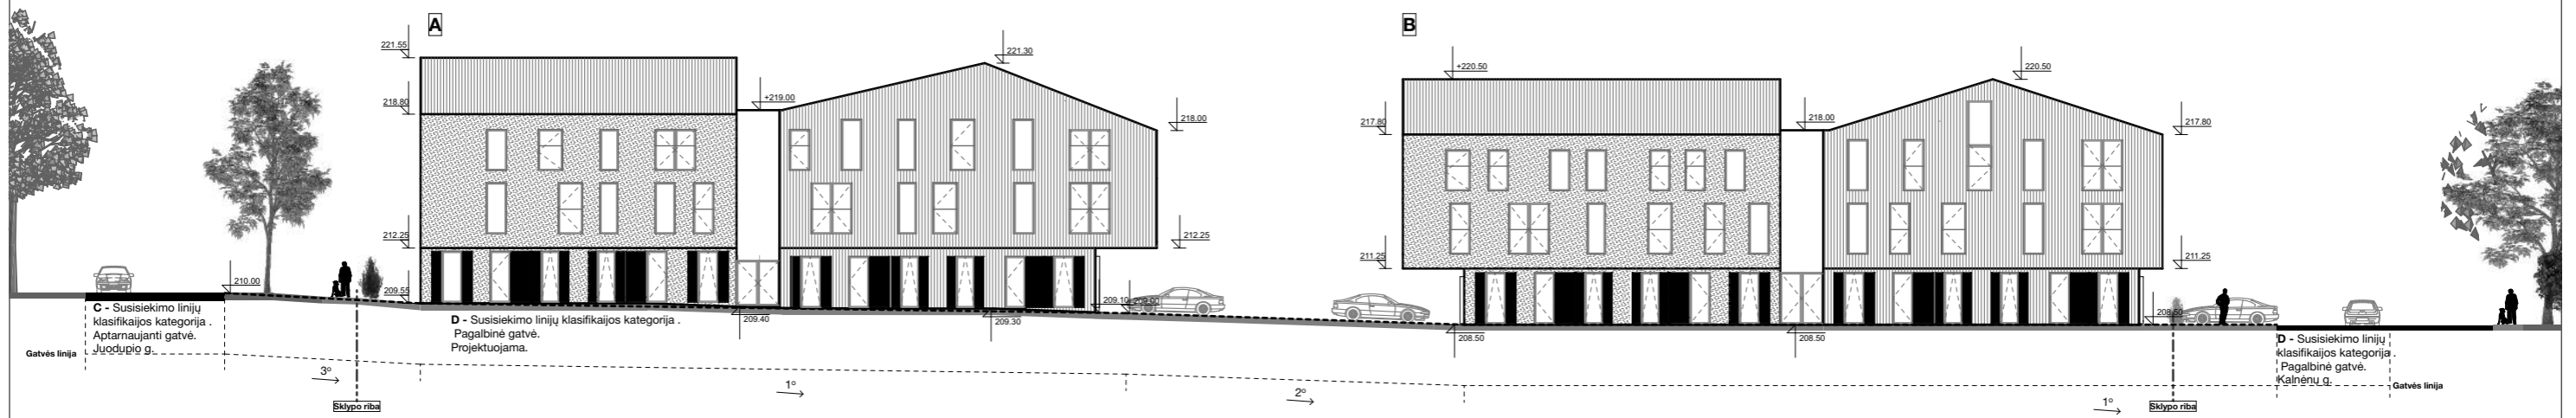 A
B
221.55
221.30
+220.50
220.50
218.80
+219.00
218.00
217.80
218.00
217.80
212.25
212.25
211.25
211.25
210.00
209.55
209.10
209.00
208.50
209.40
209.30
208.50
208.50
C - Susisiekimo linijų
klasifikaijos kategorija .
Aptarnaujanti gatvė.
Juodupio g.
D - Susisiekimo linijų klasifikaijos kategorija .
Pagalbinė gatvė.
Projektuojama.
D - Susisiekimo linijų
klasifikaijos kategorija .
Pagalbinė gatvė.
Kalnėnų g.
Gatvės linija
Gatvės linija
3°
1°
2°
1°
Sklypo riba
Sklypo riba